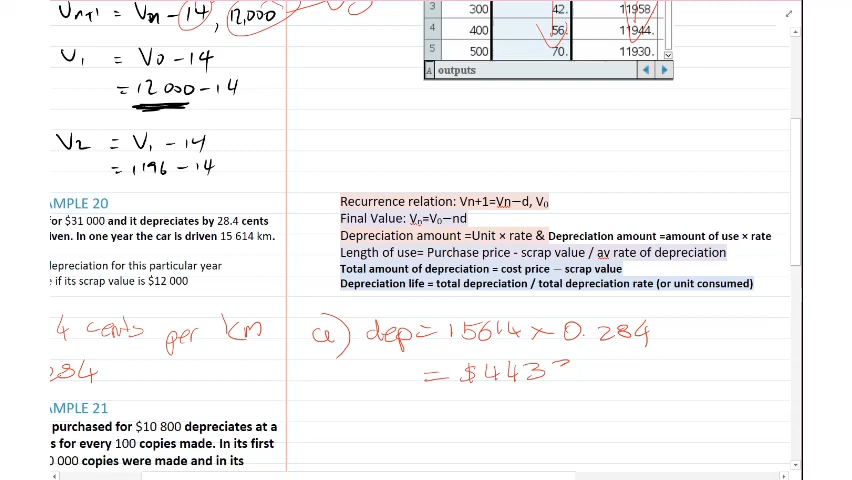 Vn+1 = Vn - 14, 12,000
V1 = V0 - 14
= 12 000 - 14
V2 = V1 - 14
= 1196 - 14
3 300 42. 11958.
4 400 56. 11944.
5 500 70. 11930.
A outputs
AMPLE 20
for $31 000 and it depreciates by 28.4 cents
iven. In one year the car is driven 15 614 km.
depreciation for this particular year
e if its scrap value is $12 000
Recurrence relation: Vn+1=Vn−d, V₀
Final Value: Vₙ=V₀−nd
Depreciation amount =Unit × rate & Depreciation amount =amount of use × rate
Length of use= Purchase price - scrap value / av rate of depreciation
Total amount of depreciation = cost price − scrap value
Depreciation life = total depreciation / total depreciation rate (or unit consumed)
4 cents per km
284
a) dep = 15614 × 0.284
= $443
AMPLE 21
purchased for $10 800 depreciates at a
s for every 100 copies made. In its first
0 000 copies were made and in its